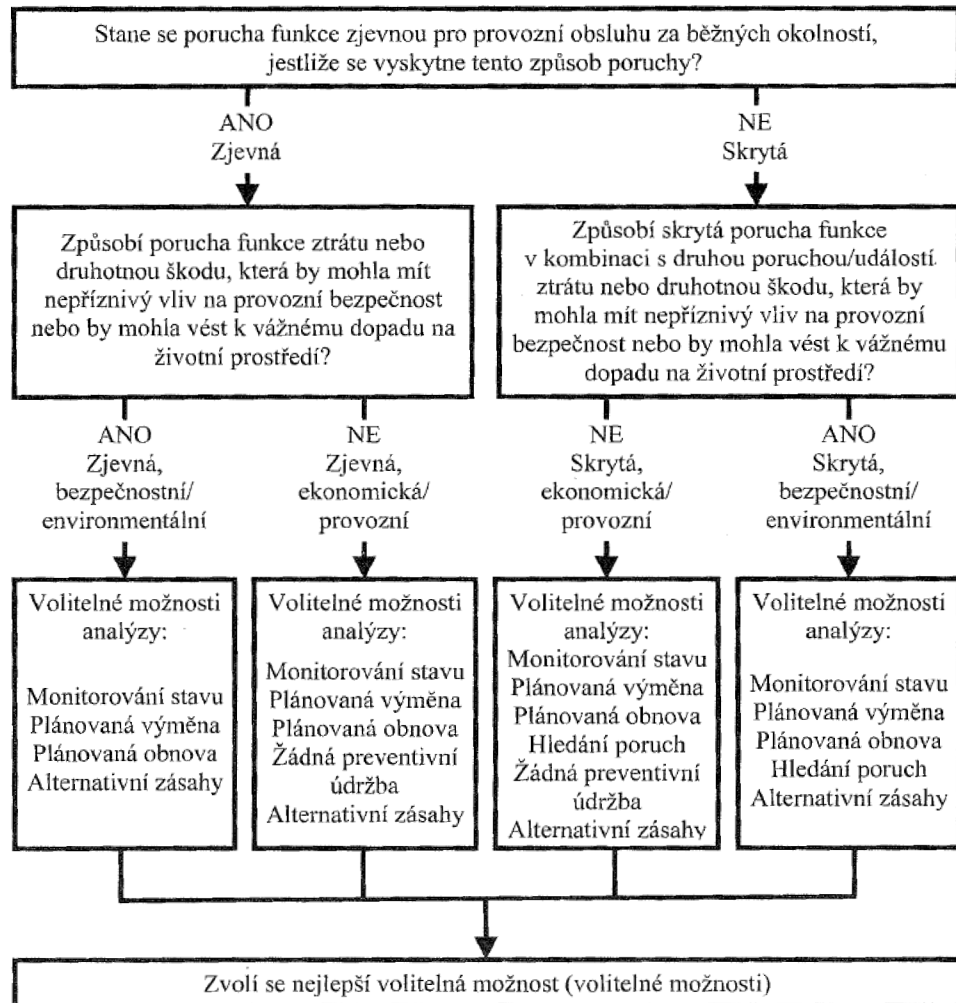 Stane se porucha funkce zjevnou pro provozní obsluhu za běžných okolností,
jestliže se vyskytne tento způsob poruchy?
ANO
Zjevná
NE
Skrytá
Způsobí porucha funkce ztrátu nebo
druhotnou škodu, která by mohla mít
nepříznivý vliv na provozní bezpečnost
nebo by mohla vést k vážnému dopadu na
životní prostředí?
Způsobí skrytá porucha funkce
v kombinaci s druhou poruchou/událostí
ztrátu nebo druhotnou škodu, která by
mohla mít nepříznivý vliv na provozní
bezpečnost nebo by mohla vést k vážnému
dopadu na životní prostředí?
ANO
Zjevná,
bezpečnostní/
environmentální
NE
Zjevná,
ekonomická/
provozní
NE
Skrytá,
ekonomická/
provozní
ANO
Skrytá,
bezpečnostní/
environmentální
Volitelné možnosti
analýzy:
Monitorování stavu
Plánovaná výměna
Plánovaná obnova
Alternativní zásahy
Volitelné možnosti
analýzy:
Monitorování stavu
Plánovaná výměna
Plánovaná obnova
Žádná preventivní
údržba
Alternativní zásahy
Volitelné možnosti
analýzy:
Monitorování stavu
Plánovaná výměna
Plánovaná obnova
Hledání poruch
Žádná preventivní
údržba
Alternativní zásahy
Volitelné možnosti
analýzy:
Monitorování stavu
Plánovaná výměna
Plánovaná obnova
Hledání poruch
Alternativní zásahy
Zvolí se nejlepší volitelná možnost (volitelné možnosti)